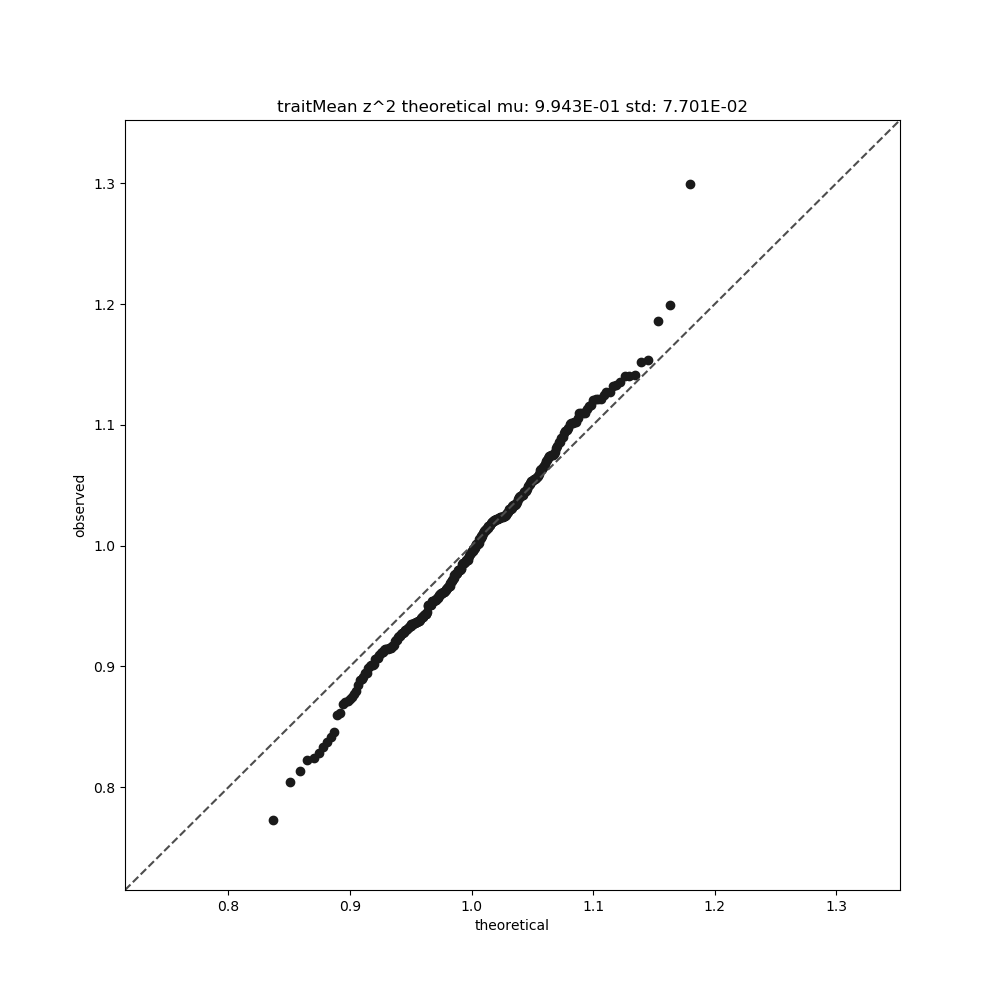 traitMean z^2 theoretical mu: 9.943E-01 std: 7.701E-02
1.3
1.2
1.1
1.0
0.9
0.8
observed
0.8 0.9 1.0 1.1 1.2 1.3
theoretical